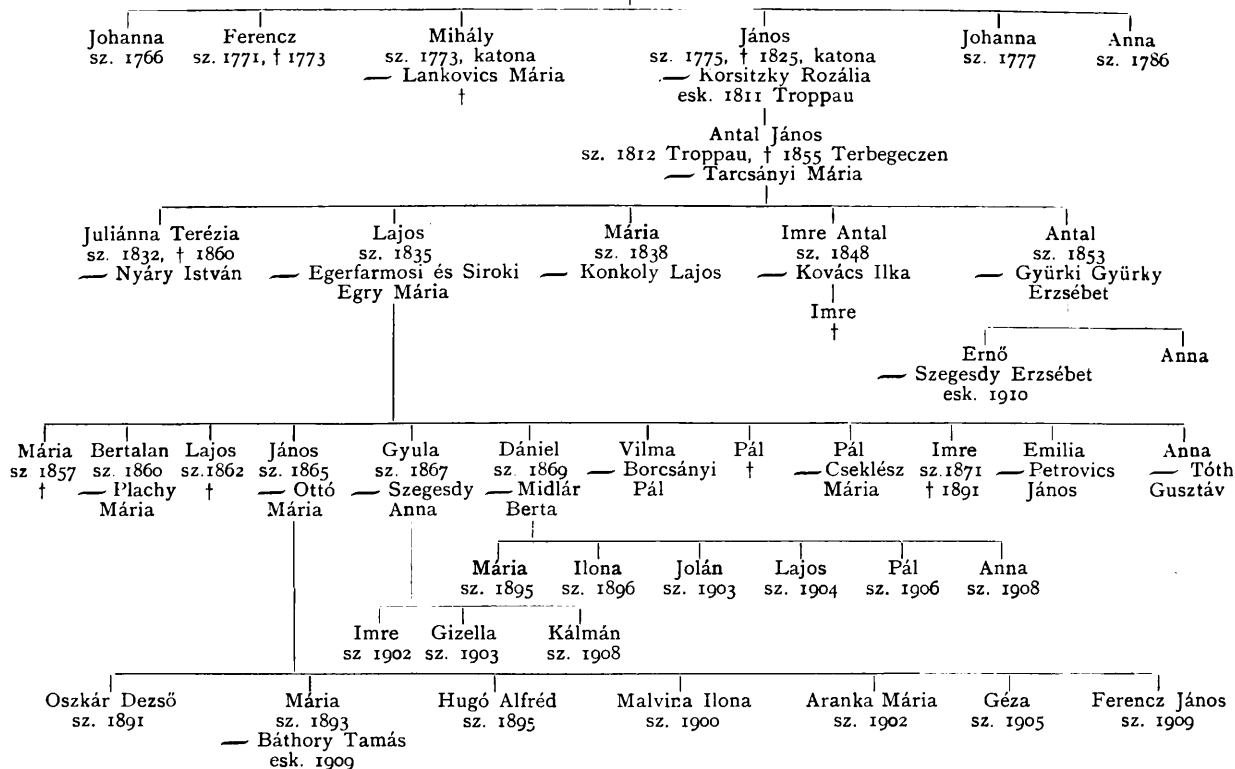 Johanna
sz. 1766
Ferencz
sz. 1771, † 1773
Mihály
sz. 1773, katona
— Lankovics Mária
†
János
sz. 1775, † 1825, katona
— Korsitzky Rozália
esk. 1811 Troppau
Johanna
sz. 1777
Anna
sz. 1786
Antal János
sz. 1812 Troppau, † 1855 Terbegeczen
— Tarcsányi Mária
Juliánna Terézia
sz. 1832, † 1860
— Nyáry István
Lajos
sz. 1835
— Egerfarmosi és Siroki
Egry Mária
Mária
sz. 1838
— Konkoly Lajos
Imre Antal
sz. 1848
— Kovács Ilka
Imre
†
Antal
sz. 1853
— Gyürki Gyürky
Erzsébet
Ernő
— Szegesdy Erzsébet
esk. 1910
Anna
Mária
sz 1857
†
Bertalan
sz. 1860
— Plachy
Mária
Lajos
sz. 1862
†
János
sz. 1865
— Ottó
Mária
Gyula
sz. 1867
— Szegesdy
Anna
Dániel
sz. 1869
— Midlár
Berta
Vilma
— Borcsányi
Pál
Pál
†
Pál
— Cseklész
Mária
Imre
sz. 1871
† 1891
Emilia
— Petrovics
János
Anna
— Tóth
Gusztáv
Mária
sz. 1895
Ilona
sz. 1896
Jolán
sz. 1903
Lajos
sz. 1904
Pál
sz. 1906
Anna
sz. 1908
Imre
sz 1902
Gizella
sz. 1903
Kálmán
sz. 1908
Oszkár Dezső
sz. 1891
Mária
sz. 1893
— Báthory Tamás
esk. 1909
Hugó Alfréd
sz. 1895
Malvina Ilona
sz. 1900
Aranka Mária
sz. 1902
Géza
sz. 1905
Ferencz János
sz. 1909